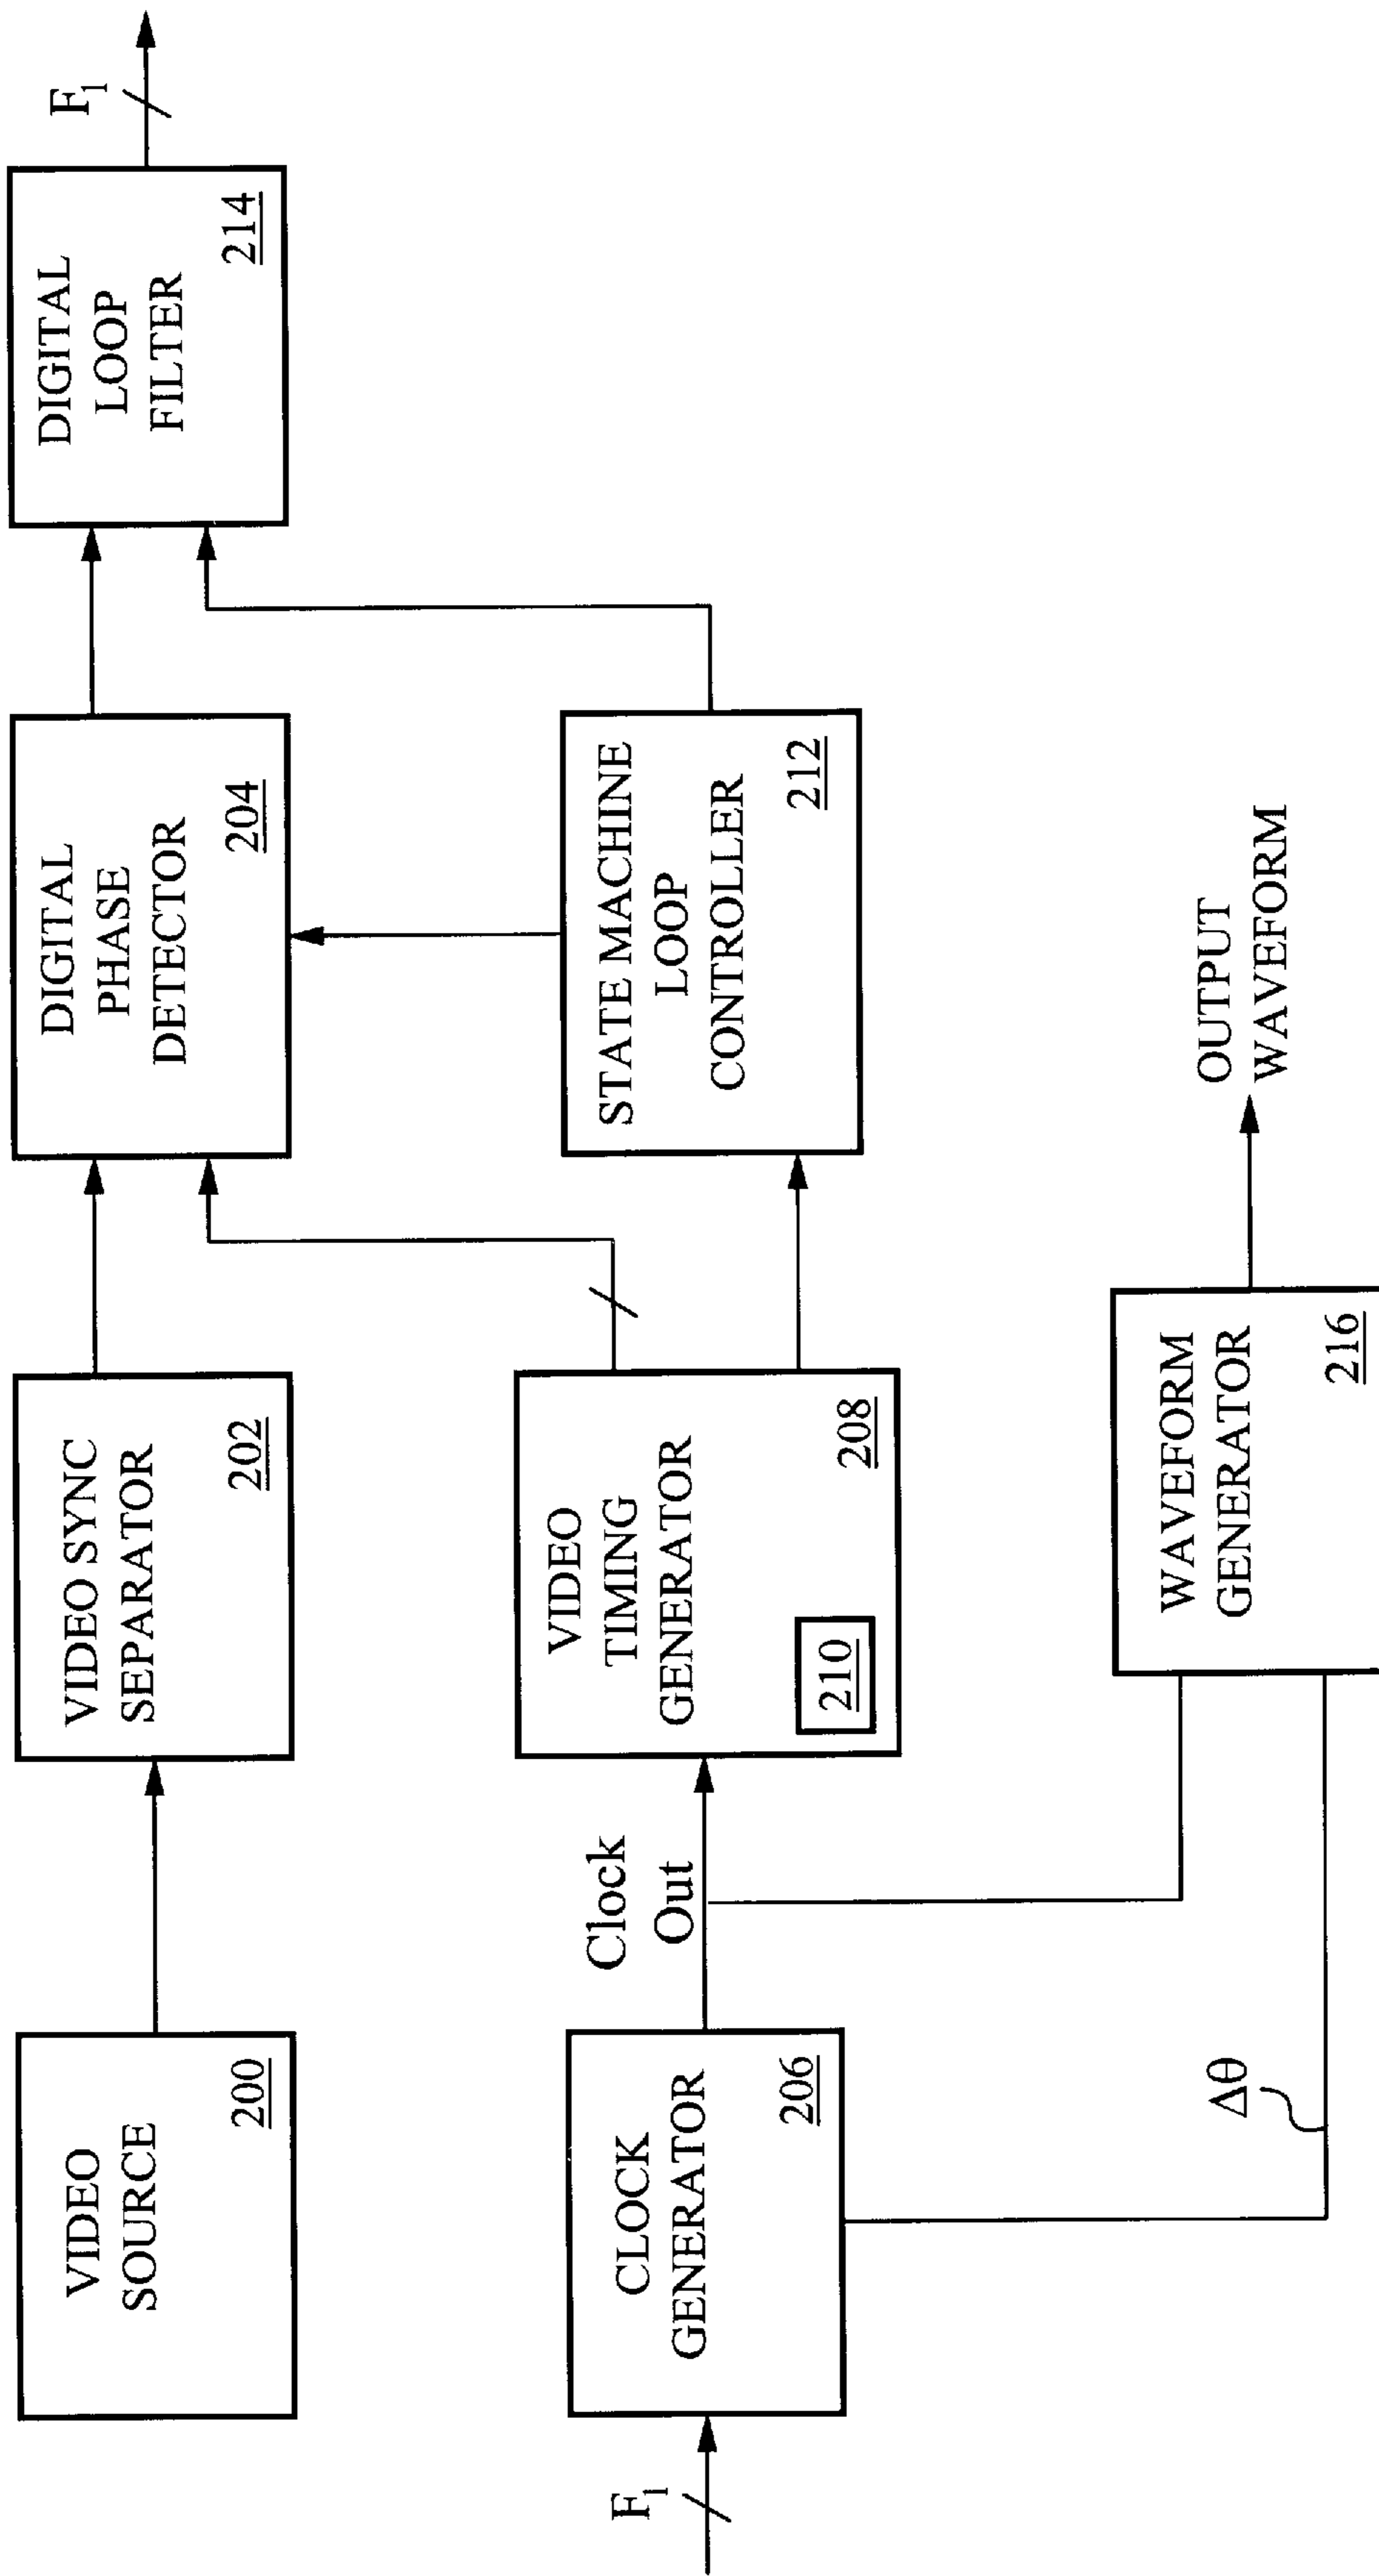 VIDEO
SOURCE
200
VIDEO SYNC
SEPARATOR
202
DIGITAL
PHASE
DETECTOR
204
DIGITAL
LOOP
FILTER
214
F1
F1
CLOCK
GENERATOR
206
Clock
Out
VIDEO
TIMING
GENERATOR
208
210
STATE MACHINE
LOOP
CONTROLLER
212
Δθ
WAVEFORM
GENERATOR
216
OUTPUT
WAVEFORM